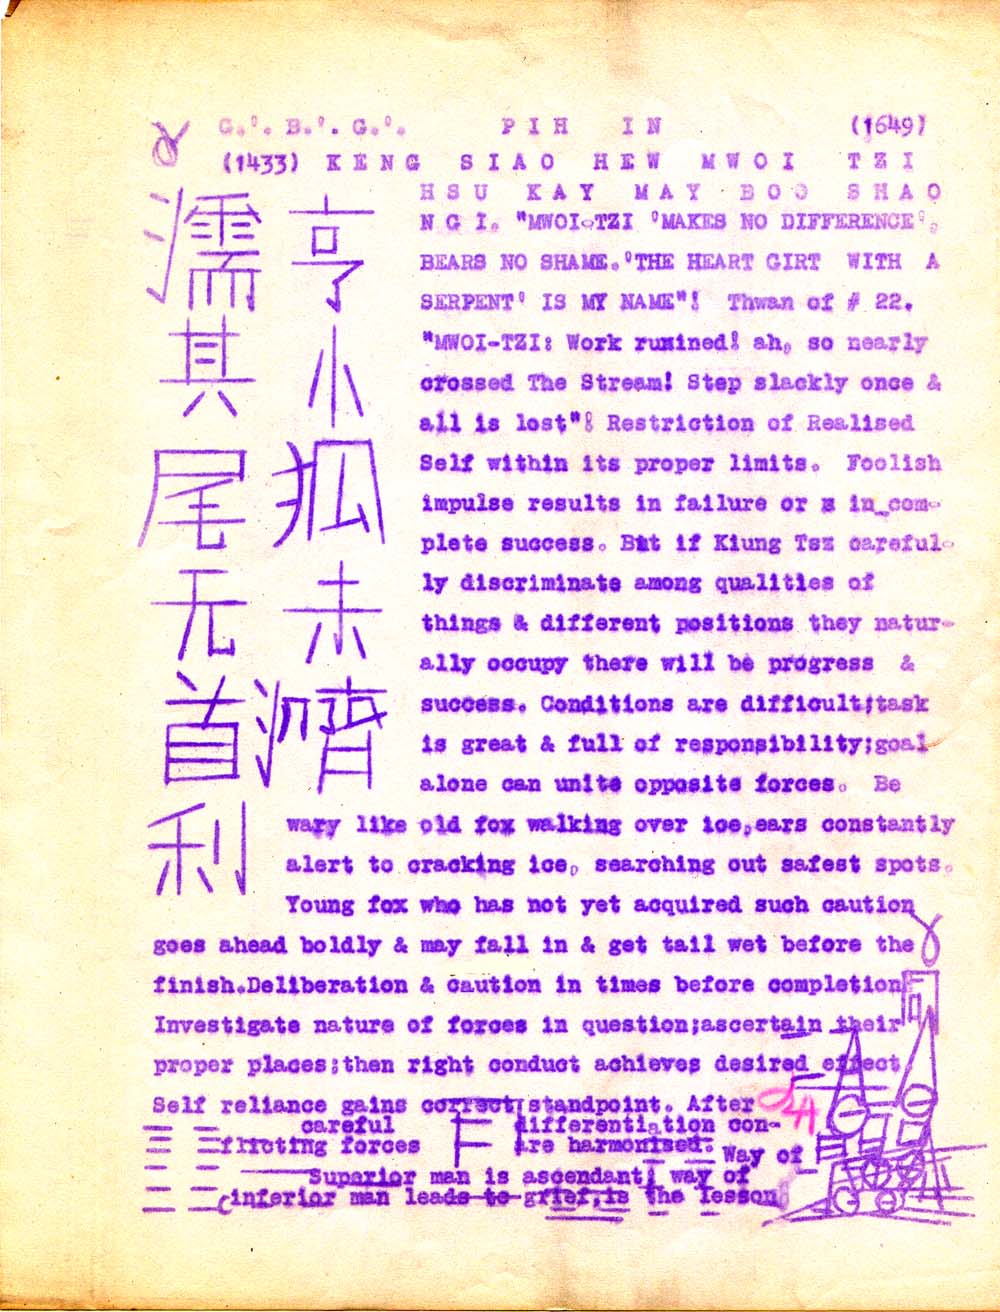 G.'. B.'. G.'. PIH IN (1649)
(1433) KENG SIAO HEW MWOI TZI
HSU KAY MAY BOO SHAO
亨小狐未濟
濡其尾无首利
NGI. "MWOI-TZI 'MAKES NO DIFFERENCE',
BEARS NO SHAME.'THE HEART GIRT WITH A
SERPENT' IS MY NAME"! Thwan of # 22.
"MWOI-TZI: Work rumined! ah, so nearly
crossed The Stream! Step slackly once &
all is lost"! Restriction of Realised
Self within its proper limits. Foolish
impulse results in failure or in com-
plete success. But if Kiung Tsz careful-
ly discriminate among qualities of
things & different positions they natur-
ally occupy there will be progress &
success. Conditions are difficult;task
is great & full of responsibility;goal
alone can unite opposite forces. Be
wary like old fox walking over ice,ears constantly
alert to cracking ice, searching out safest spots.
Young fox who has not yet acquired such caution
goes ahead boldly & may fall in & get tail wet before the
finish.Deliberation & caution in times before completion
Investigate nature of forces in question;ascertain their
proper places;then right conduct achieves desired effect
Self reliance gains correct standpoint. After
careful differentiation con-
flicting forces are harmonised. Way of
Superior man is ascendant; way of
inferior man leads to grief,is the lesson